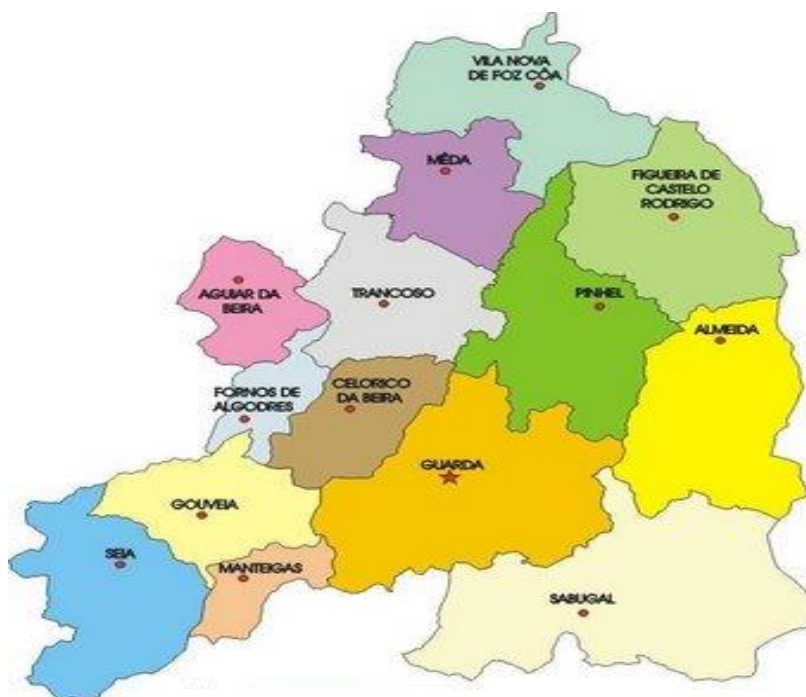 VILA NOVA
DE FOZ CÔA
MÊDA
FIGUEIRA DE
CASTELO
RODRIGO
AGUIAR DA
BEIRA
TRANCOSO
PINHEL
ALMEIDA
FORNOS DE
ALGODRES
CELORICO
DA BEIRA
GUARDA
GOUVEIA
SEIA
MANTEIGAS
SABUGAL